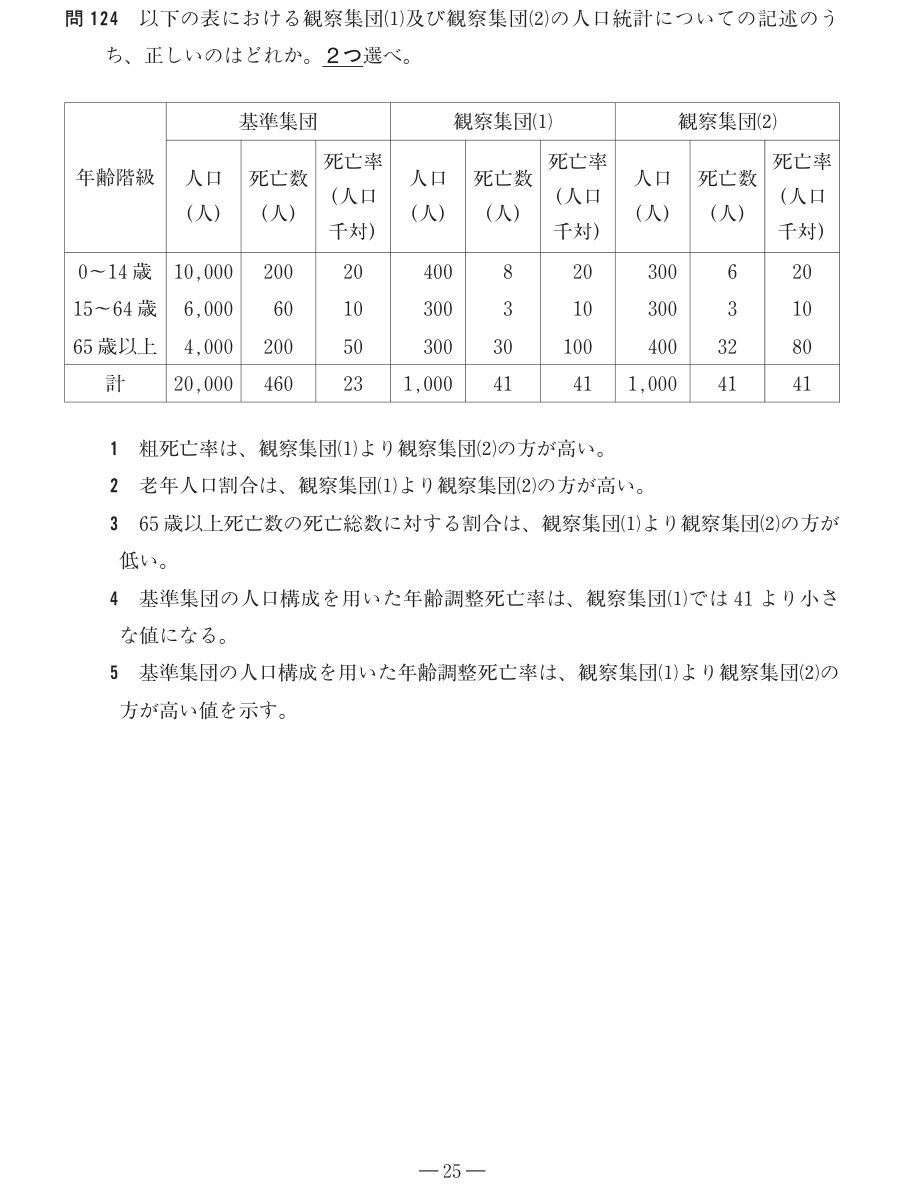 問 124　以下の表における観察集団⑴及び観察集団⑵の人口統計についての記述のう
ち、正しいのはどれか。２つ選べ。
年齢階級　基準集団　観察集団⑴　観察集団⑵
人口（人）　死亡数（人）　死亡率（人口千対）　人口（人）　死亡数（人）　死亡率（人口千対）　人口（人）　死亡数（人）　死亡率（人口千対）
0～14 歳　10,000　200　20　400　8　20　300　6　20
15～64 歳　6,000　60　10　300　3　10　300　3　10
65 歳以上　4,000　200　50　300　30　100　400　32　80
計　20,000　460　23　1,000　41　41　1,000　41　41
1　粗死亡率は、観察集団⑴より観察集団⑵の方が高い。
2　老年人口割合は、観察集団⑴より観察集団⑵の方が高い。
3　65 歳以上死亡数の死亡総数に対する割合は、観察集団⑴より観察集団⑵の方が
低い。
4　基準集団の人口構成を用いた年齢調整死亡率は、観察集団⑴では 41 より小さ
な値になる。
5　基準集団の人口構成を用いた年齢調整死亡率は、観察集団⑴より観察集団⑵の
方が高い値を示す。
― 25 ―